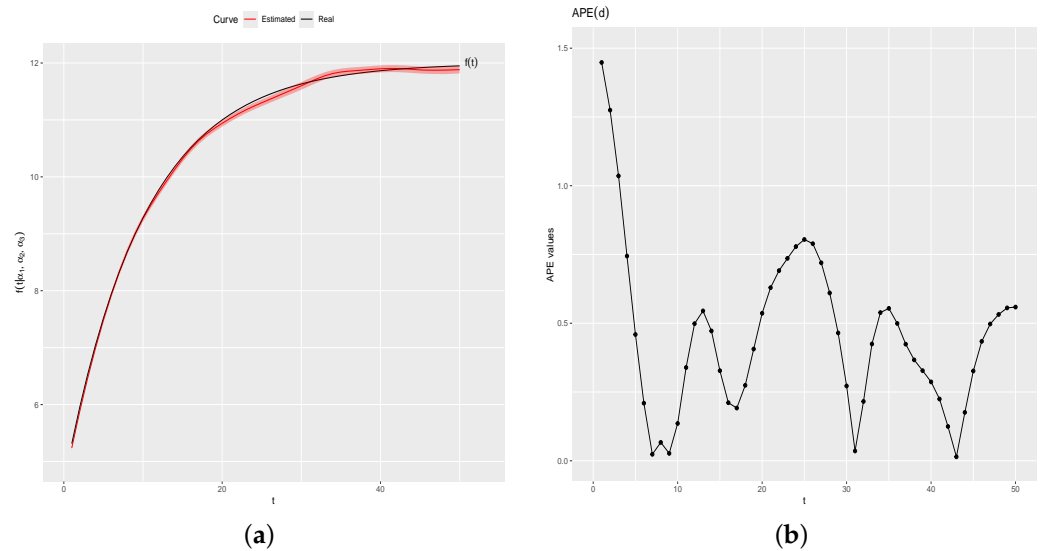 Curve Estimated Real
f(t)
12
10
8
6
f(t|α₁, α₂, α₃)
0 20 40
t
(a)
APE(d)
1.5
1.0
0.5
0.0
APE values
0 10 20 30 40 50
t
(b)